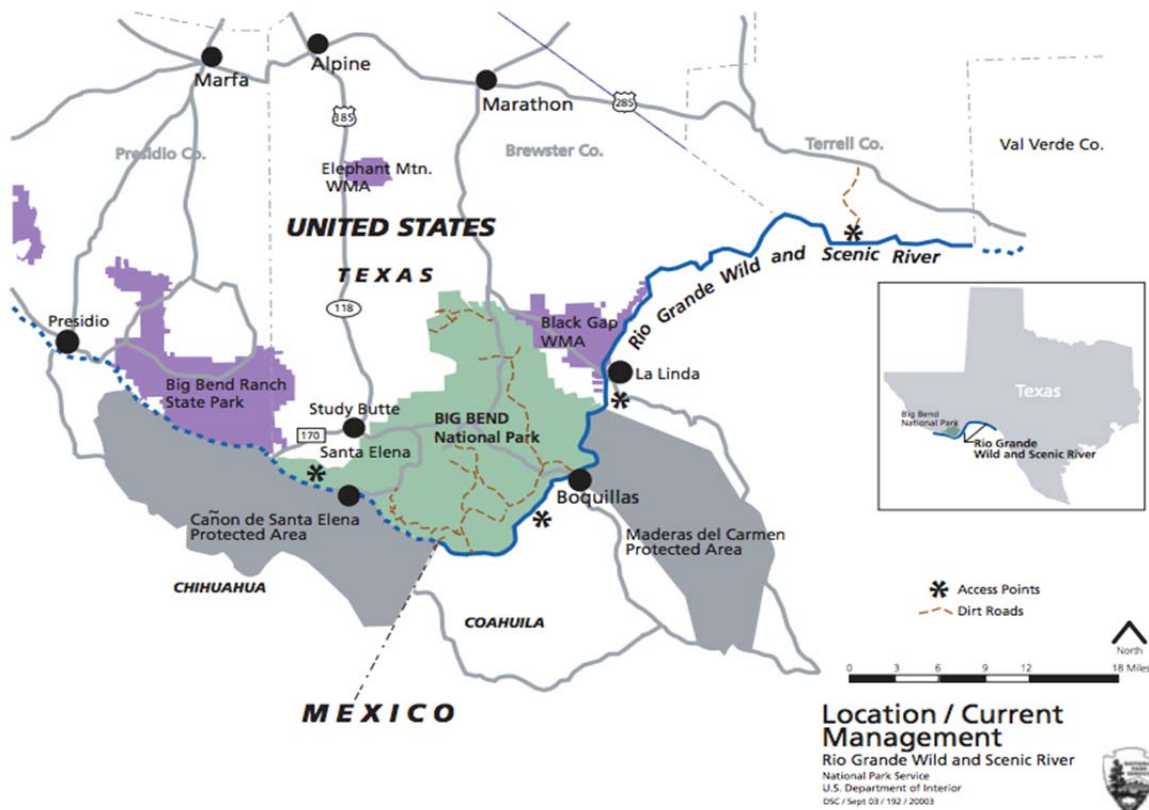 Marfa
Alpine
Marathon
385
285
Presidio Co.
Elephant Mtn.
WMA
Brewster Co.
Terrell Co.
Val Verde Co.
UNITED STATES
TEXAS
Rio Grande Wild and Scenic River
118
Presidio
Black Gap
WMA
La Linda
Big Bend Ranch
State Park
Study Butte
170
Santa Elena
BIG BEND
National Park
Boquillas
Cañon de Santa Elena
Protected Area
Maderas del Carmen
Protected Area
CHIHUAHUA
COAHUILA
MEXICO
Texas
Big Bend
National Park
Rio Grande
Wild and Scenic River
Access Points
Dirt Roads
North
0 3 6 9 12 18 Miles
Location / Current
Management
Rio Grande Wild and Scenic River
National Park Service
U.S. Department of Interior
DSC / Sept 03 / 192 / 20003